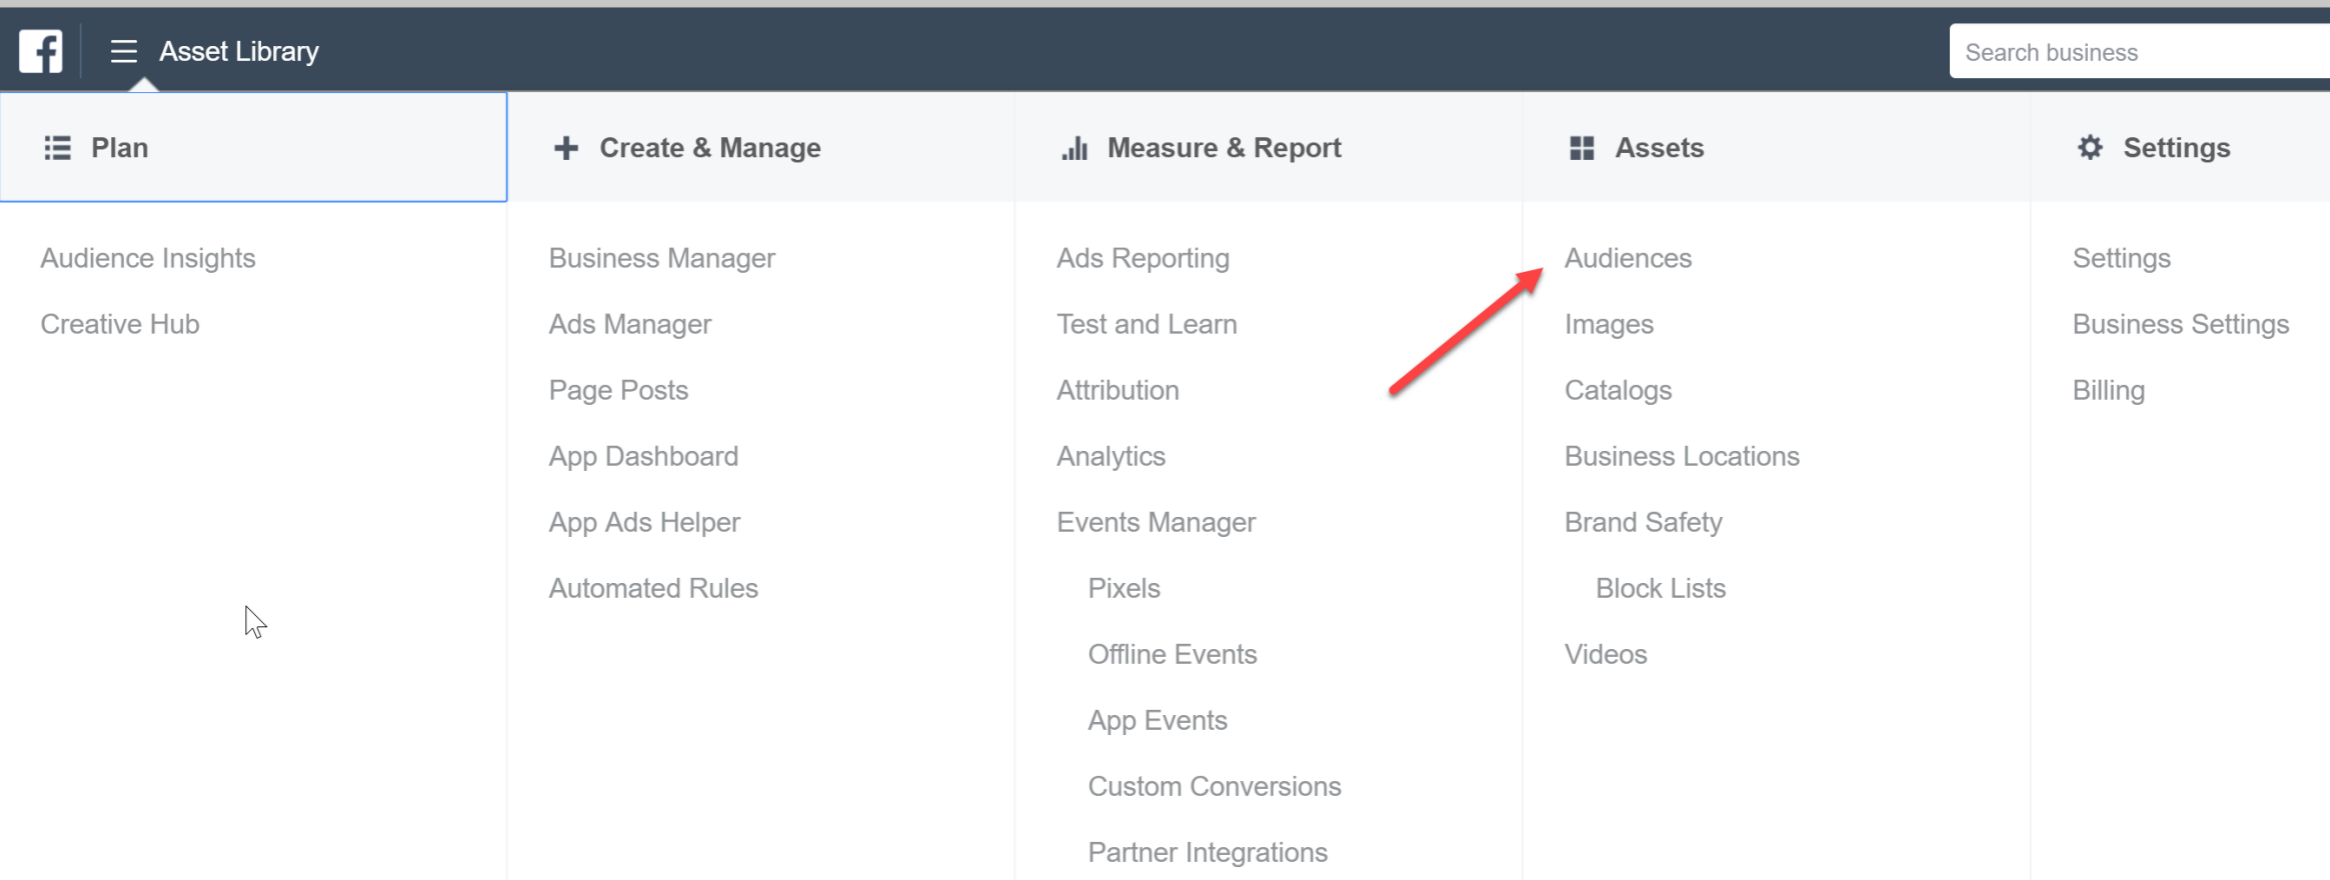 Asset Library
Search business
Plan
Audience Insights
Creative Hub
Create & Manage
Business Manager
Ads Manager
Page Posts
App Dashboard
App Ads Helper
Automated Rules
Measure & Report
Ads Reporting
Test and Learn
Attribution
Analytics
Events Manager
Pixels
Offline Events
App Events
Custom Conversions
Partner Integrations
Assets
Audiences
Images
Catalogs
Business Locations
Brand Safety
Block Lists
Videos
Settings
Settings
Business Settings
Billing